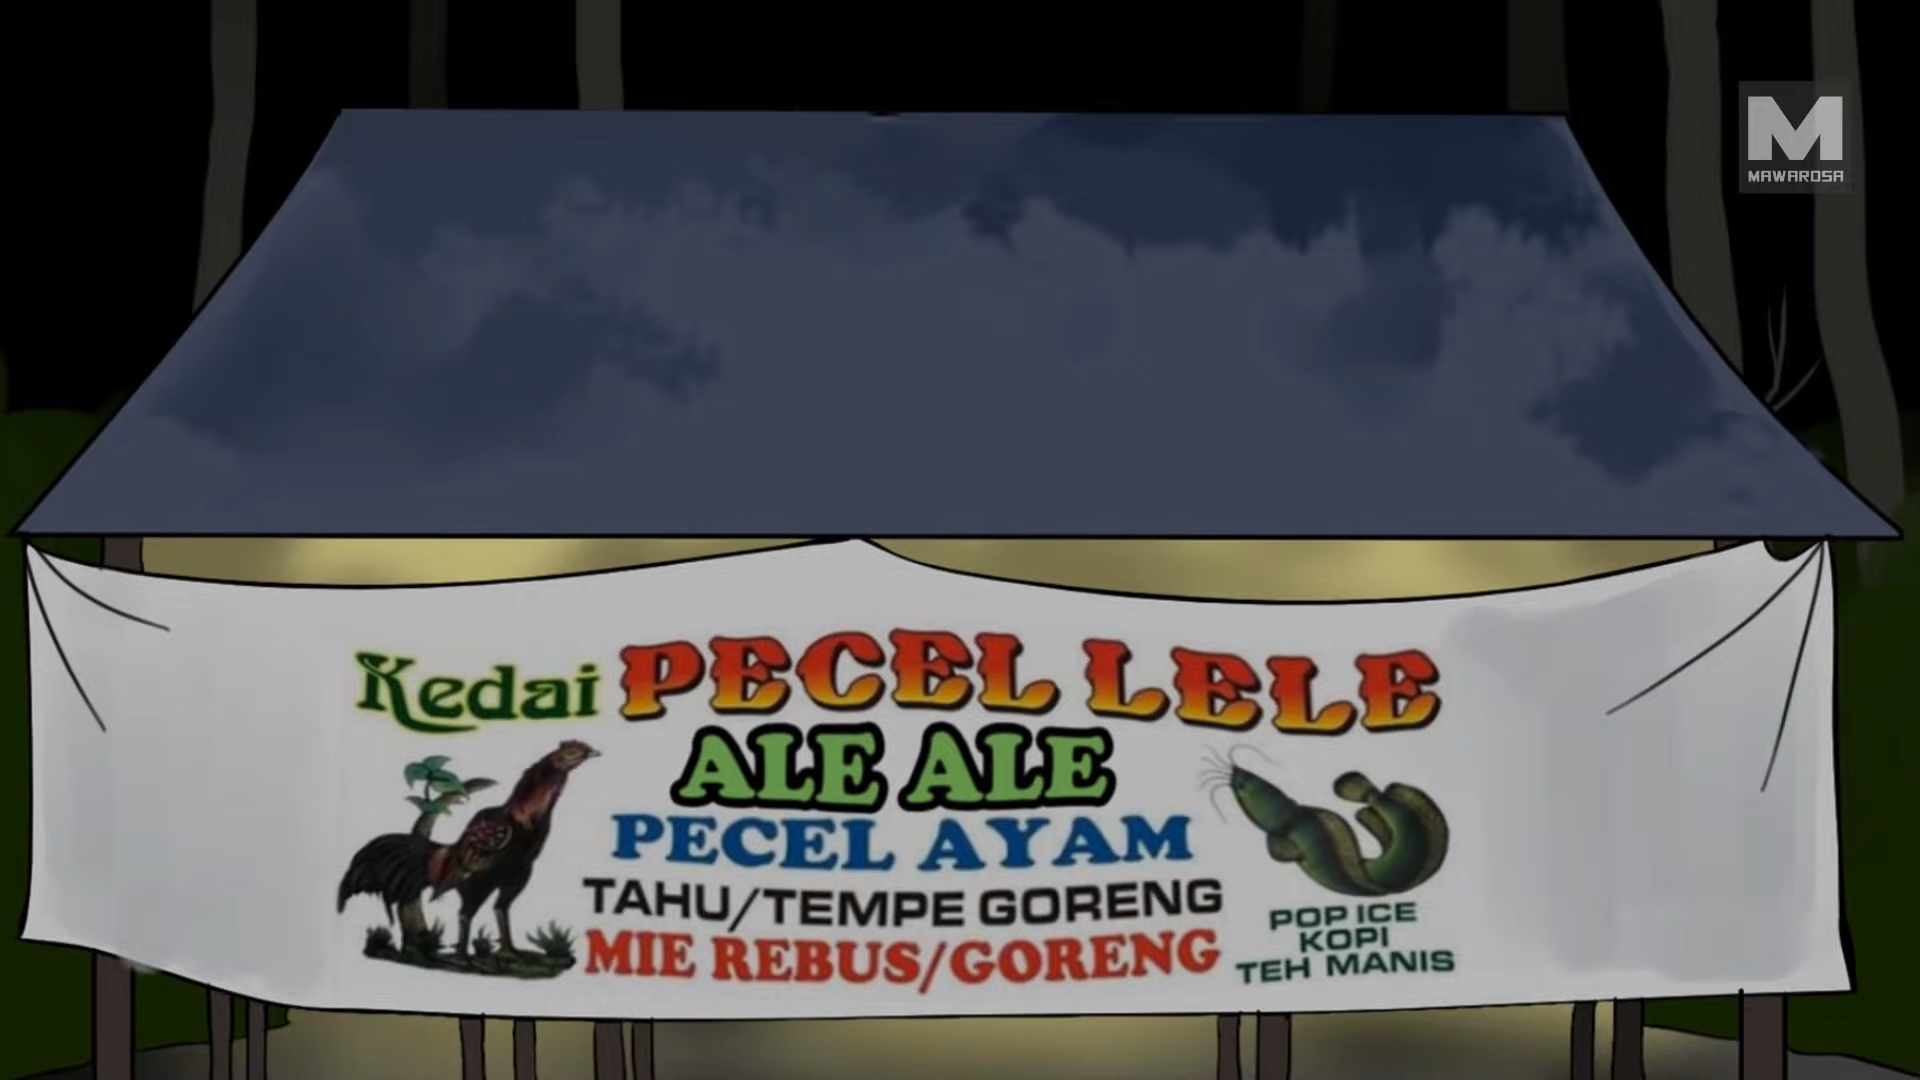 M
MAWAROSA
Kedai PECEL LELE
ALE ALE
PECEL AYAM
TAHU/TEMPE GORENG
MIE REBUS/GORENG
POP ICE
KOPI
TEH MANIS